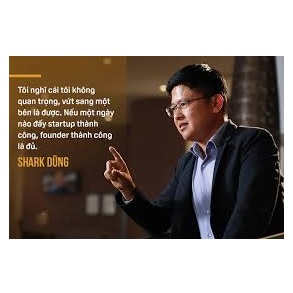 Tôi nghĩ cái tôi không
quan trọng, vứt sang một
bên là được. Nếu một ngày
nào đấy startup thành
công, founder thành công
là đủ.
SHARK DŨNG